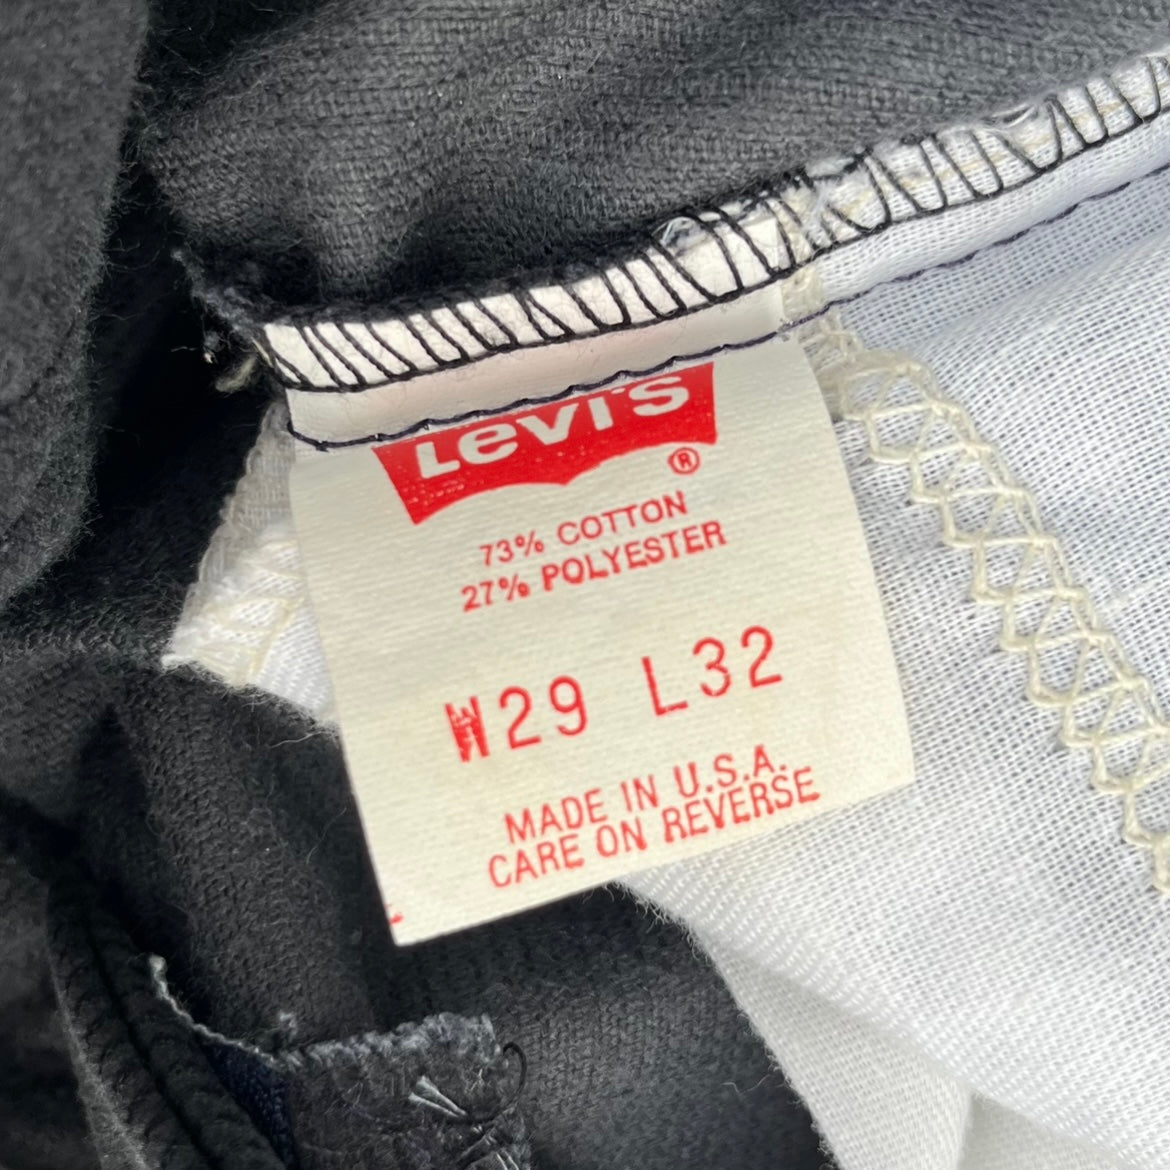 Levi's
®
73% COTTON
27% POLYESTER
W29 L32
MADE IN U.S.A.
CARE ON REVERSE